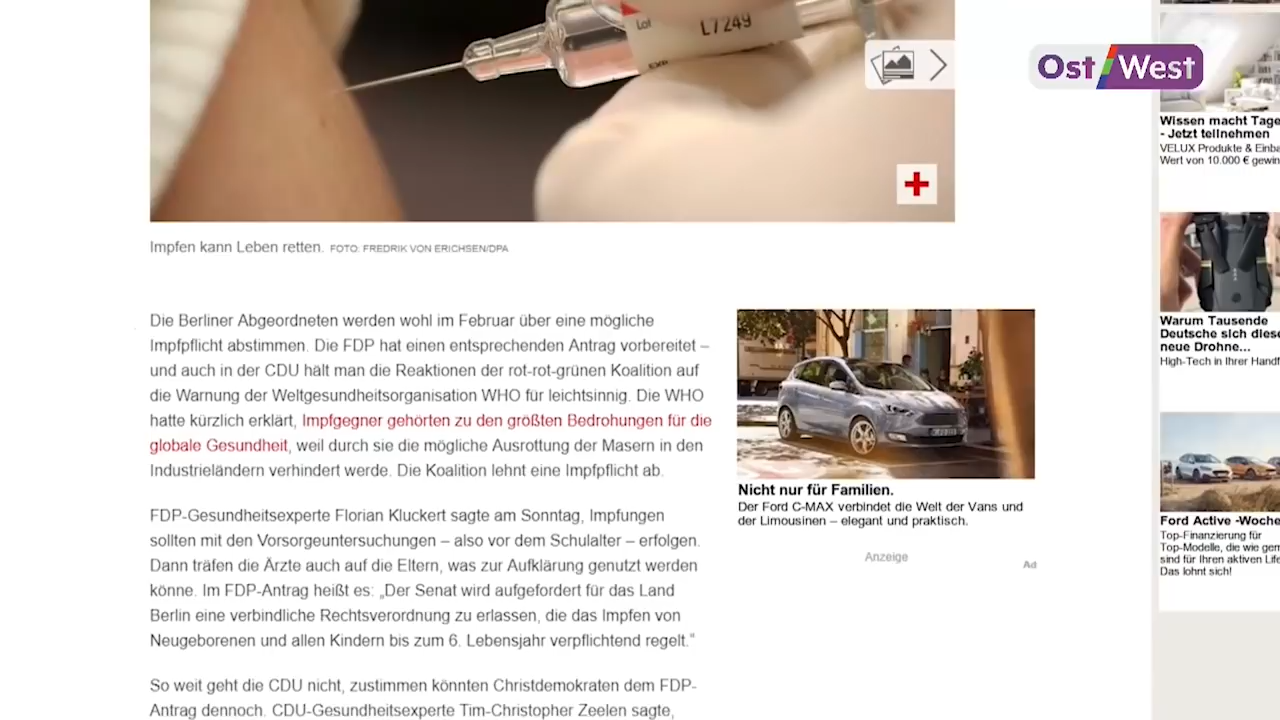 Lot
L7249
EXP.
Ost West
Impfen kann Leben retten. FOTO: FREDRIK VON ERICHSEN/DPA
Die Berliner Abgeordneten werden wohl im Februar über eine mögliche
Impfpflicht abstimmen. Die FDP hat einen entsprechenden Antrag vorbereitet –
und auch in der CDU hält man die Reaktionen der rot-rot-grünen Koalition auf
die Warnung der Weltgesundheitsorganisation WHO für leichtsinnig. Die WHO
hatte kürzlich erklärt, Impfgegner gehörten zu den größten Bedrohungen für die
globale Gesundheit, weil durch sie die mögliche Ausrottung der Masern in den
Industrieländern verhindert werde. Die Koalition lehnt eine Impfpflicht ab.
FDP-Gesundheitsexperte Florian Kluckert sagte am Sonntag, Impfungen
sollten mit den Vorsorgeuntersuchungen – also vor dem Schulalter – erfolgen.
Dann träfen die Ärzte auch auf die Eltern, was zur Aufklärung genutzt werden
könne. Im FDP-Antrag heißt es: „Der Senat wird aufgefordert für das Land
Berlin eine verbindliche Rechtsverordnung zu erlassen, die das Impfen von
Neugeborenen und allen Kindern bis zum 6. Lebensjahr verpflichtend regelt.“
So weit geht die CDU nicht, zustimmen könnten Christdemokraten dem FDP-
Antrag dennoch. CDU-Gesundheitsexperte Tim-Christopher Zeelen sagte,
Nicht nur für Familien.
Der Ford C-MAX verbindet die Welt der Vans und
der Limousinen – elegant und praktisch.
Anzeige
Ad
Wissen macht Tage
- Jetzt teilnehmen
VELUX Produkte & Einba
Wert von 10.000 € gewin
Warum Tausende
Deutsche sich diese
neue Drohne...
High-Tech in Ihrer Handf
Ford Active -Woche
Top-Finanzierung für
Top-Modelle, die wie gem
sind für Ihren aktiven Life
Das lohnt sich!